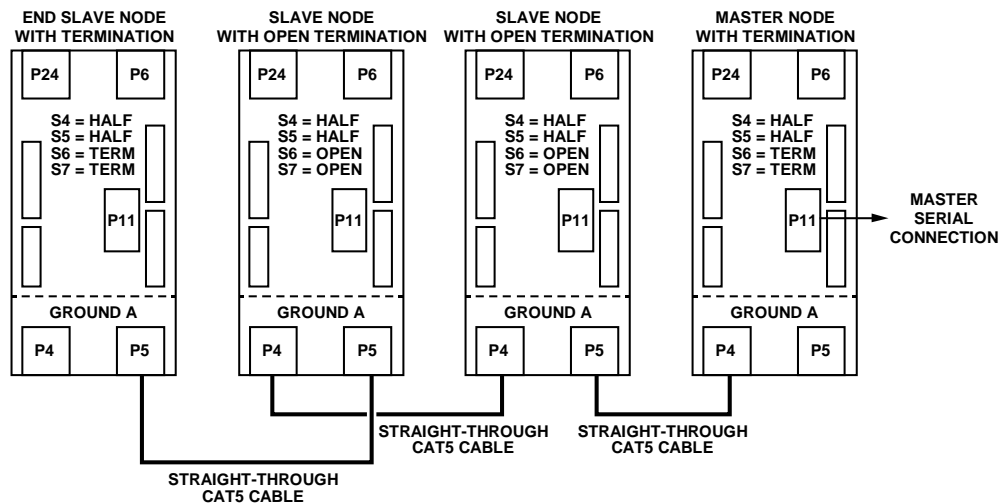 END SLAVE NODE
WITH TERMINATION
P24
P6
S4 = HALF
S5 = HALF
S6 = TERM
S7 = TERM
P11
GROUND A
P4
P5
SLAVE NODE
WITH OPEN TERMINATION
P24
P6
S4 = HALF
S5 = HALF
S6 = OPEN
S7 = OPEN
P11
GROUND A
P4
P5
SLAVE NODE
WITH OPEN TERMINATION
P24
P6
S4 = HALF
S5 = HALF
S6 = OPEN
S7 = OPEN
P11
GROUND A
P4
P5
MASTER NODE
WITH TERMINATION
P24
P6
S4 = HALF
S5 = HALF
S6 = TERM
S7 = TERM
P11
GROUND A
P4
P5
MASTER
SERIAL
CONNECTION
STRAIGHT-THROUGH
CAT5 CABLE
STRAIGHT-THROUGH
CAT5 CABLE
STRAIGHT-THROUGH
CAT5 CABLE